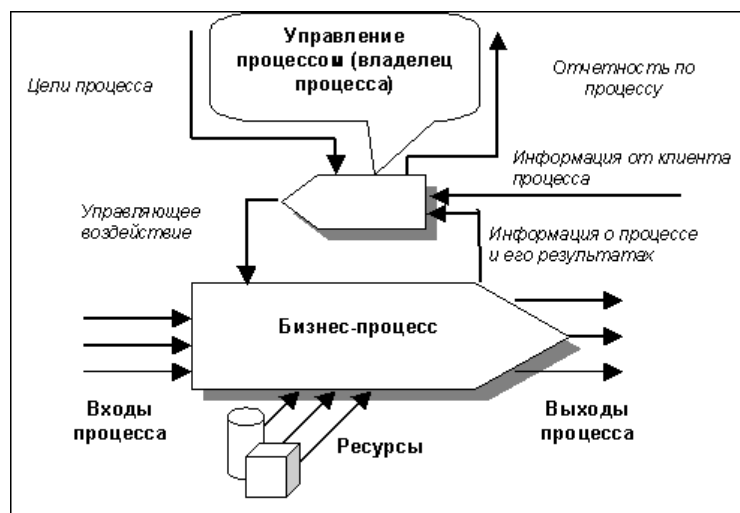 Управление
процессом (владелец
процесса)
Цели процесса
Отчетность по
процессу
Информация от клиента
процесса
Управляющее
воздействие
Информация о процессе
и его результатах
Бизнес-процесс
Входы
процесса
Ресурсы
Выходы
процесса